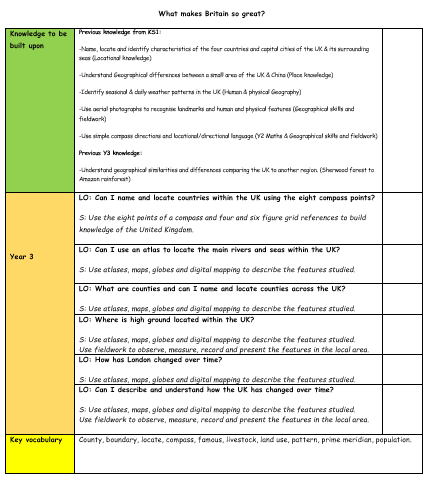 What makes Britain so great?
Knowledge to be
built upon
Previous knowledge from KS1:
-Name, locate and identify characteristics of the four countries and capital cities of the UK & its surrounding
seas (Locational knowledge)
-Understand Geographical differences between a small area of the UK & China (Place knowledge)
-Identify seasonal & daily weather patterns in the UK (Human & physical Geography)
-Use aerial photographs to recognise landmarks and human and physical features (Geographical skills and
fieldwork)
-Use simple compass directions and locational/directional language (Y2 Maths & Geographical skills and fieldwork)
Previous Y3 knowledge:
-Understand geographical similarities and differences comparing the UK to another region. (Sherwood forest to
Amazon rainforest)
Year 3
LO: Can I name and locate countries within the UK using the eight compass points?
S: Use the eight points of a compass and four and six figure grid references to build
knowledge of the United Kingdom.
LO: Can I use an atlas to locate the main rivers and seas within the UK?
S: Use atlases, maps, globes and digital mapping to describe the features studied.
LO: What are counties and can I name and locate counties across the UK?
S: Use atlases, maps, globes and digital mapping to describe the features studied.
LO: Where is high ground located within the UK?
S: Use atlases, maps, globes and digital mapping to describe the features studied.
Use fieldwork to observe, measure, record and present the features in the local area.
LO: How has London changed over time?
S: Use atlases, maps, globes and digital mapping to describe the features studied.
LO: Can I describe and understand how the UK has changed over time?
S: Use atlases, maps, globes and digital mapping to describe the features studied.
Use fieldwork to observe, measure, record and present the features in the local area.
Key vocabulary
County, boundary, locate, compass, famous, livestock, land use, pattern, prime meridian, population.